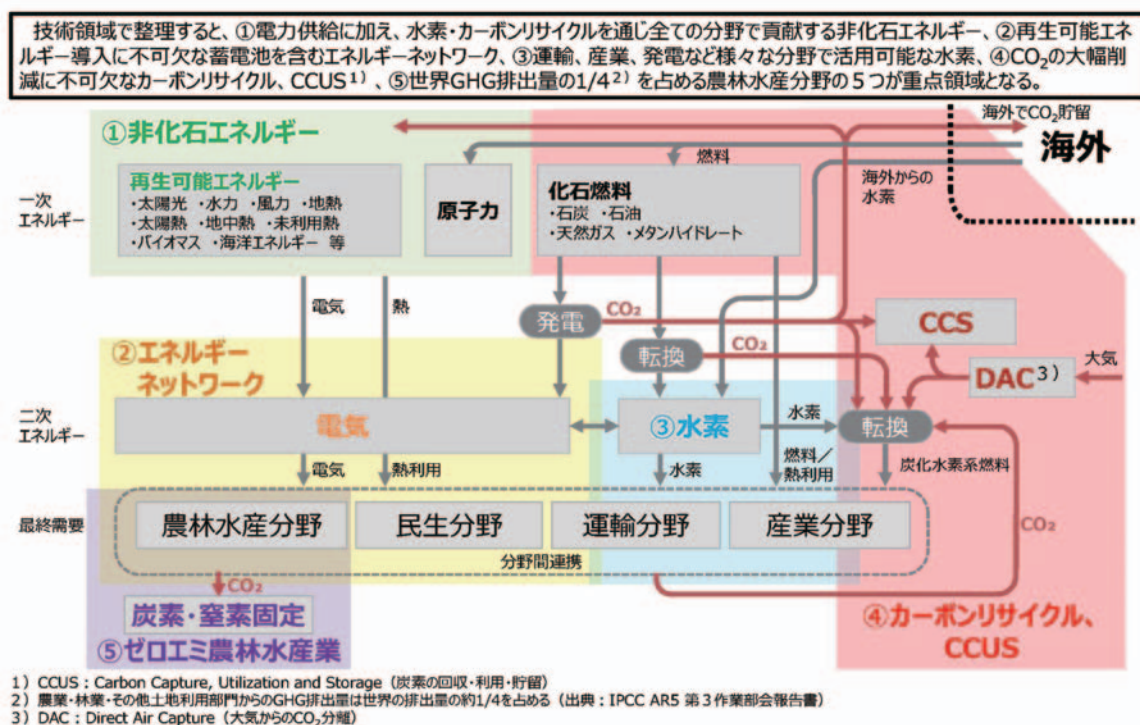 技術領域で整理すると、①電力供給に加え、水素・カーボンリサイクルを通じ全ての分野で貢献する非化石エネルギー、②再生可能エネ
ルギー導入に不可欠な蓄電池を含むエネルギーネットワーク、③運輸、産業、発電など様々な分野で活用可能な水素、④CO₂の大幅削
減に不可欠なカーボンリサイクル、CCUS¹⁾、⑤世界GHG排出量の1/4²⁾を占める農林水産分野の5つが重点領域となる。
海外でCO₂貯留
①非化石エネルギー
海外
燃料
海外からの
水素
一次
エネルギー
再生可能エネルギー
・太陽光 ・水力 ・風力 ・地熱
・太陽熱 ・地中熱 ・未利用熱
・バイオマス ・海洋エネルギー 等
原子力
化石燃料
・石炭 ・石油
・天然ガス ・メタンハイドレート
電気
熱
発電
CO₂
CCS
転換
CO₂
大気
DAC³⁾
②エネルギー
ネットワーク
二次
エネルギー
電気
③水素
水素
転換
電気
熱利用
水素
燃料/
熱利用
炭化水素系燃料
最終需要
農林水産分野
民生分野
運輸分野
産業分野
CO₂
分野間連携
CO₂
炭素・窒素固定
⑤ゼロエミ農林水産業
④カーボンリサイクル、
CCUS
1) CCUS:Carbon Capture, Utilization and Storage(炭素の回収・利用・貯留)
2) 農業・林業・その他土地利用部門からのGHG排出量は世界の排出量の約1/4を占める(出典:IPCC AR5 第3作業部会報告書)
3) DAC:Direct Air Capture(大気からのCO₂分離)